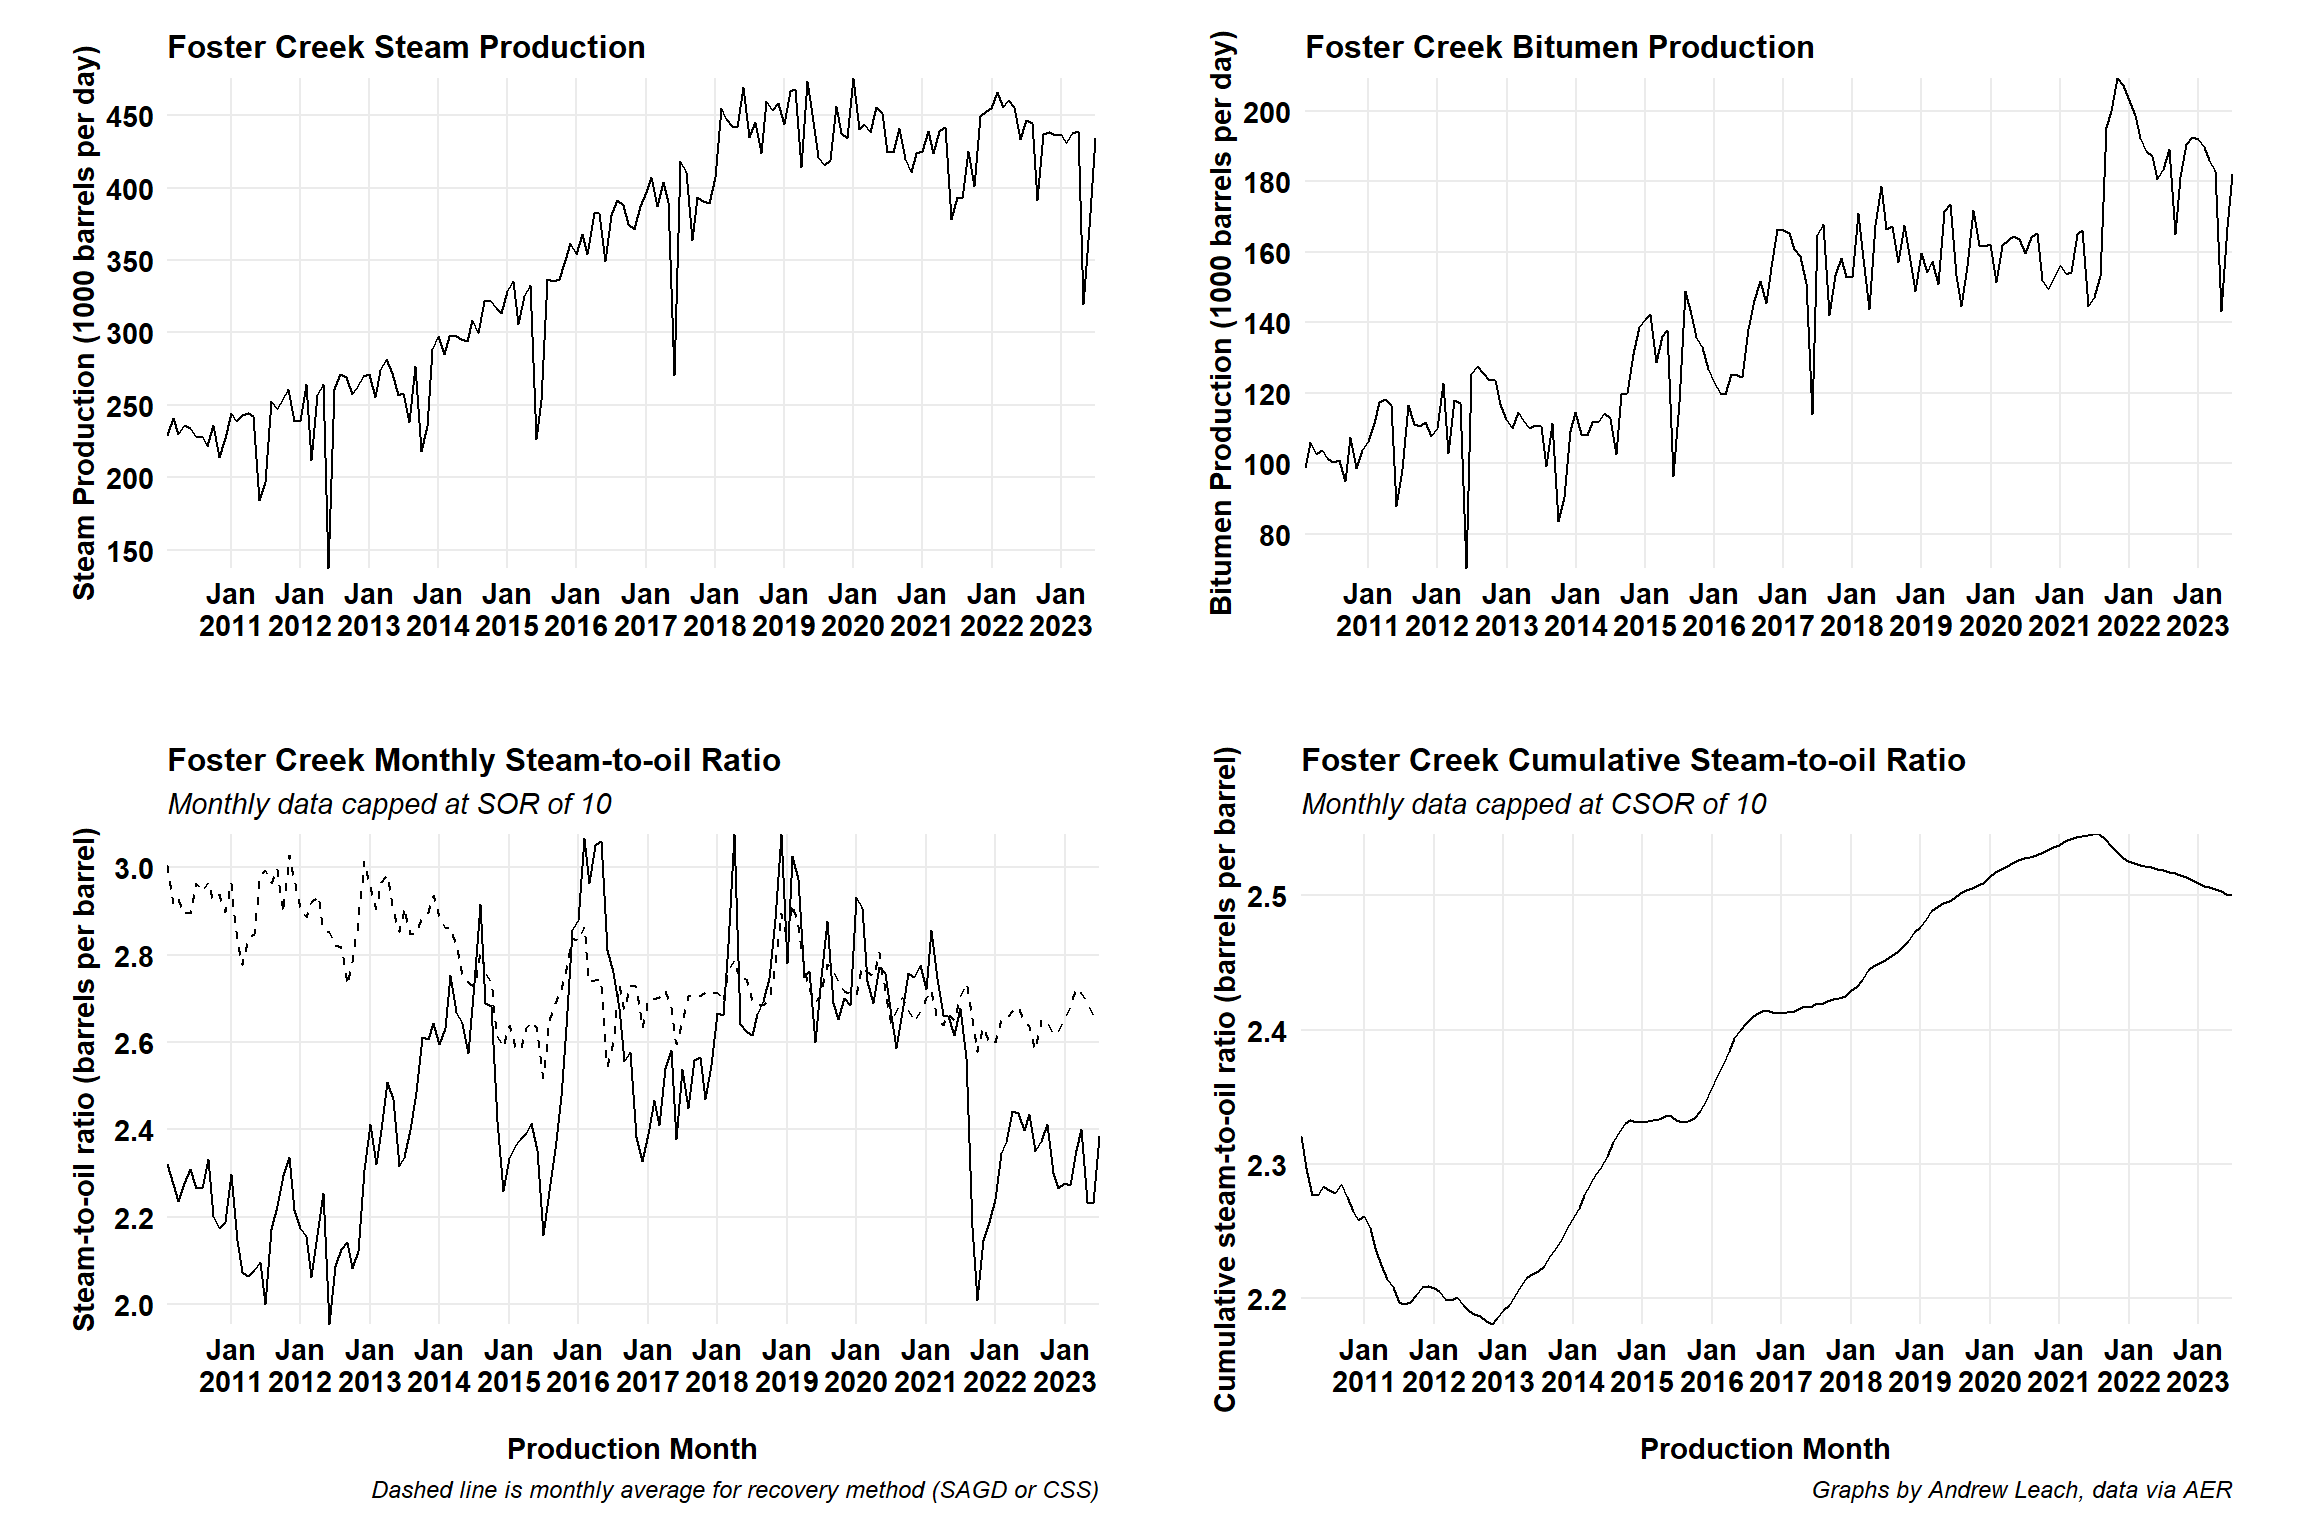 Foster Creek Steam Production
Steam Production (1000 barrels per day)
450
400
350
300
250
200
150
Jan Jan Jan Jan Jan Jan Jan Jan Jan Jan Jan Jan Jan
2011 2012 2013 2014 2015 2016 2017 2018 2019 2020 2021 2022 2023
Foster Creek Bitumen Production
Bitumen Production (1000 barrels per day)
200
180
160
140
120
100
80
Jan Jan Jan Jan Jan Jan Jan Jan Jan Jan Jan Jan Jan
2011 2012 2013 2014 2015 2016 2017 2018 2019 2020 2021 2022 2023
Foster Creek Monthly Steam-to-oil Ratio
Monthly data capped at SOR of 10
Steam-to-oil ratio (barrels per barrel)
3.0
2.8
2.6
2.4
2.2
2.0
Jan Jan Jan Jan Jan Jan Jan Jan Jan Jan Jan Jan Jan
2011 2012 2013 2014 2015 2016 2017 2018 2019 2020 2021 2022 2023
Production Month
Dashed line is monthly average for recovery method (SAGD or CSS)
Foster Creek Cumulative Steam-to-oil Ratio
Monthly data capped at CSOR of 10
Cumulative steam-to-oil ratio (barrels per barrel)
2.5
2.4
2.3
2.2
Jan Jan Jan Jan Jan Jan Jan Jan Jan Jan Jan Jan Jan
2011 2012 2013 2014 2015 2016 2017 2018 2019 2020 2021 2022 2023
Production Month
Graphs by Andrew Leach, data via AER